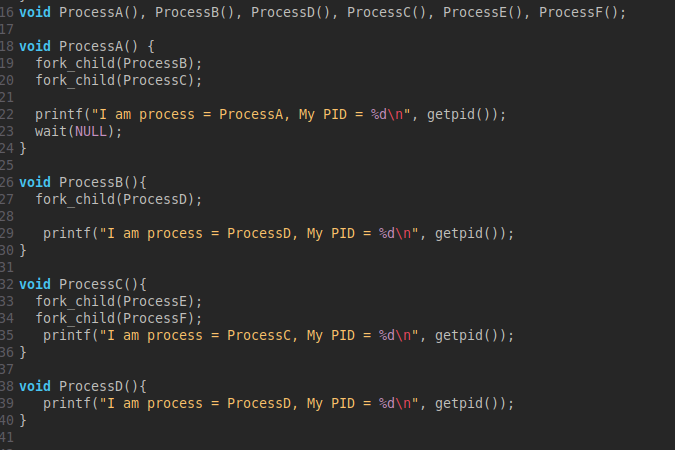 16 void ProcessA(), ProcessB(), ProcessD(), ProcessC(), ProcessE(), ProcessF();
17
18 void ProcessA() {
19   fork_child(ProcessB);
20   fork_child(ProcessC);
21
22   printf("I am process = ProcessA, My PID = %d\n", getpid());
23   wait(NULL);
24 }
25
26 void ProcessB(){
27   fork_child(ProcessD);
28
29    printf("I am process = ProcessD, My PID = %d\n", getpid());
30 }
31
32 void ProcessC(){
33   fork_child(ProcessE);
34   fork_child(ProcessF);
35    printf("I am process = ProcessC, My PID = %d\n", getpid());
36 }
37
38 void ProcessD(){
39    printf("I am process = ProcessD, My PID = %d\n", getpid());
40 }
41